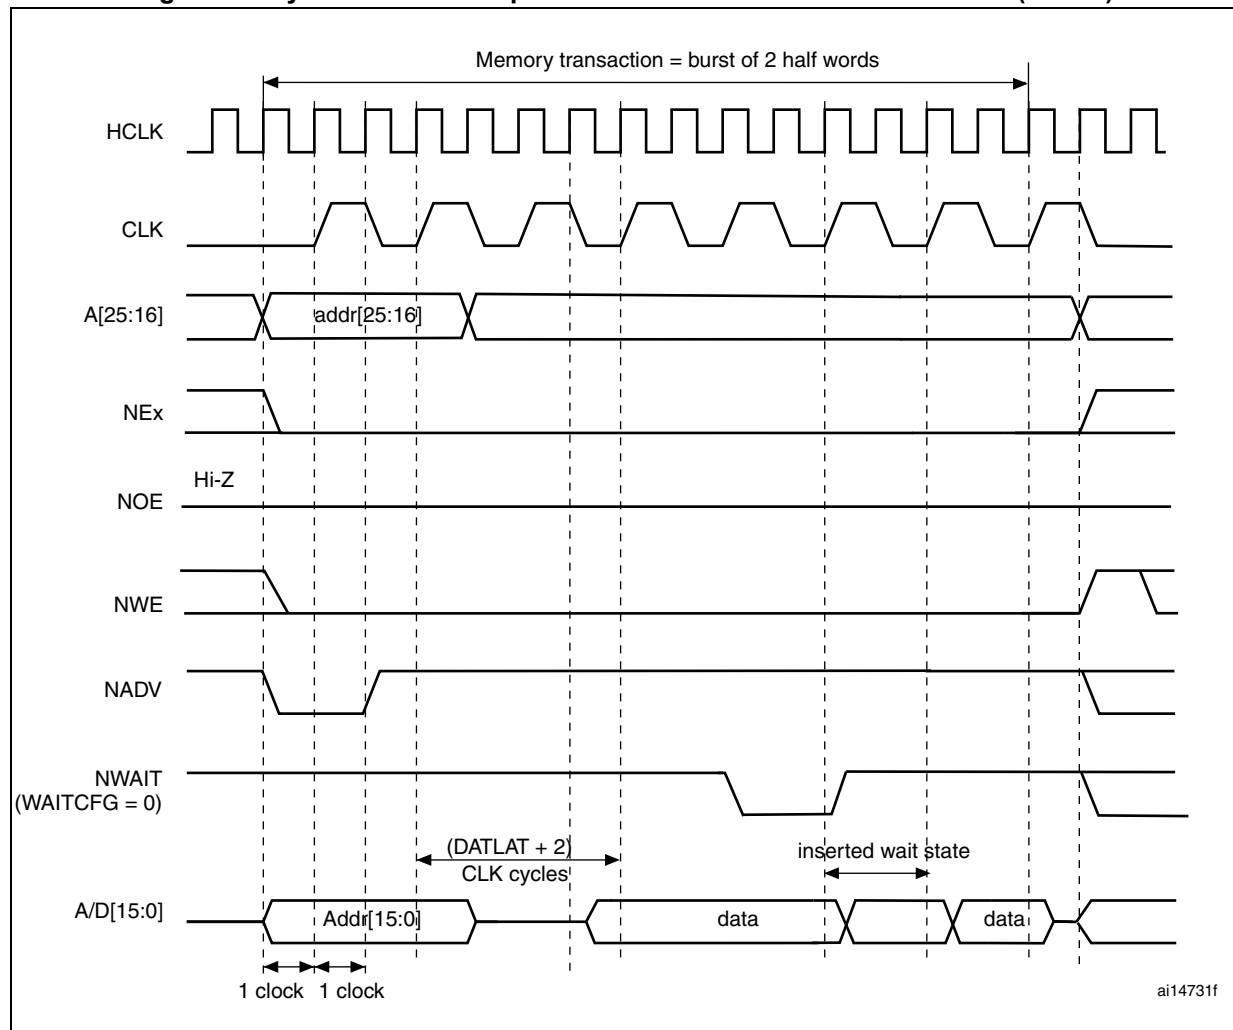 Memory transaction = burst of 2 half words
HCLK
CLK
A[25:16]
addr[25:16]
NEx
Hi-Z
NOE
NWE
NADV
NWAIT
(WAITCFG = 0)
(DATLAT + 2)
CLK cycles
inserted wait state
A/D[15:0]
Addr[15:0]
data
data
1 clock
1 clock
ai14731f